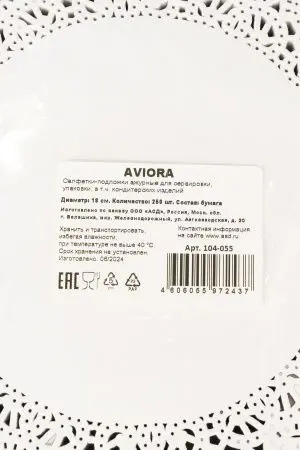 AVIORA
Салфетки-подложки ажурные для сервировки,
упаковки, в т.ч. кондитерских изделий
Диаметр: 18 см. Количество: 250 шт. Состав: бумага
Изготовлено по заказу ООО «АСД», Россия, Моск. обл.
г. Балашиха, мкр. Железнодорожный, ул. Автозаводская, д. 50
Хранить и транспортировать,
избегая влажности,
при температуре не выше 40 °C
Срок хранения не установлен.
Изготовлено: 06/2024
Контактная информация
на сайте www.asd.ru
Арт. 104-055
EAC
PAP
4 606065 972437